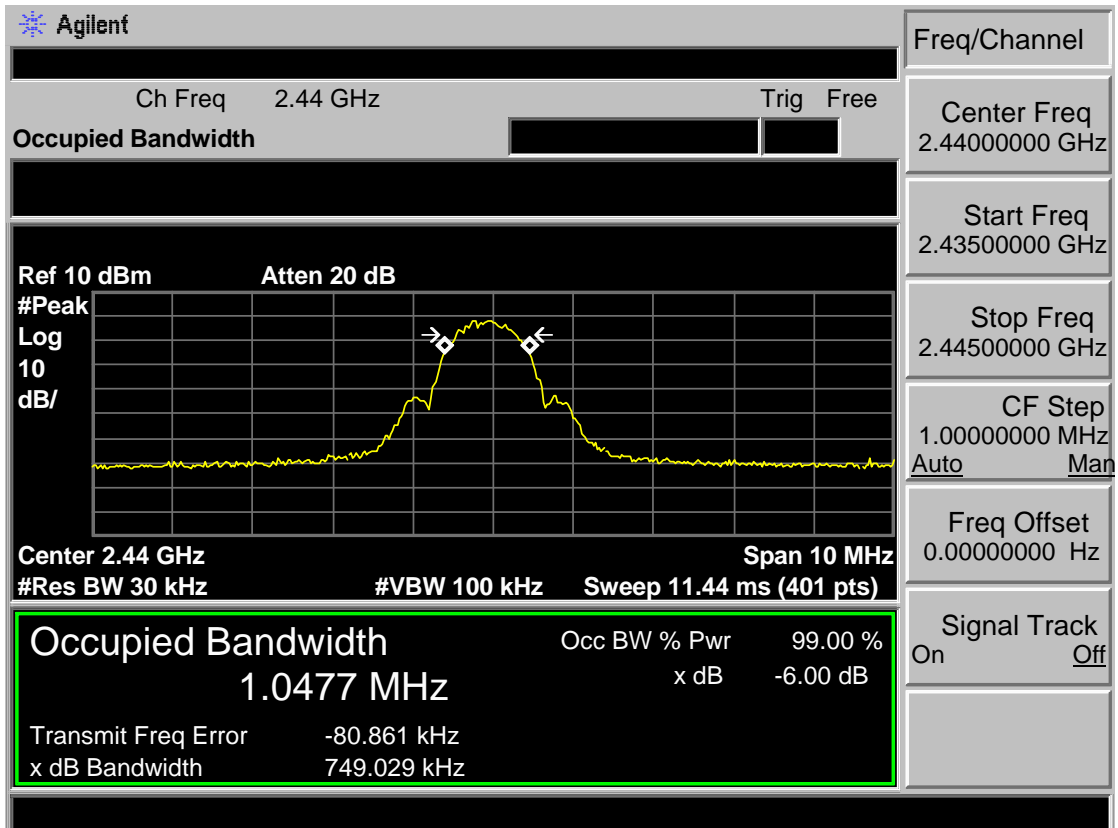 Agilent
Freq/Channel
Ch Freq 2.44 GHz Trig Free
Occupied Bandwidth
Center Freq
2.44000000 GHz
Start Freq
2.43500000 GHz
Stop Freq
2.44500000 GHz
CF Step
1.00000000 MHz
Auto Man
Freq Offset
0.00000000 Hz
Signal Track
On Off
Ref 10 dBm Atten 20 dB
#Peak
Log
10
dB/
Center 2.44 GHz Span 10 MHz
#Res BW 30 kHz #VBW 100 kHz Sweep 11.44 ms (401 pts)
Occupied Bandwidth Occ BW % Pwr 99.00 %
1.0477 MHz x dB -6.00 dB
Transmit Freq Error -80.861 kHz
x dB Bandwidth 749.029 kHz